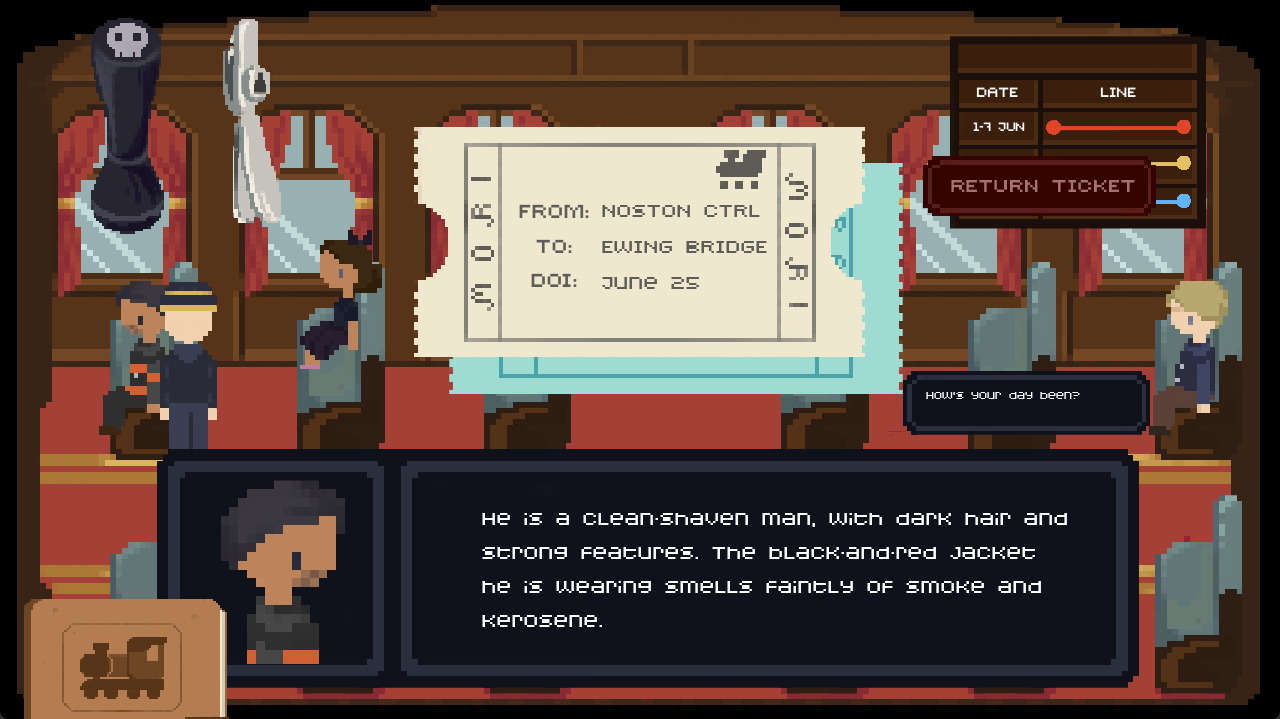 DATE
LINE
1-7 JUN
RETURN TICKET
MORI
FROM: NOSTON CTRL
TO: EWING BRIDGE
DOI: June 25
MORI
How's your day been?
He is a clean-shaven man, with dark hair and
strong features. The black-and-red jacket
he is wearing smells faintly of smoke and
kerosene.